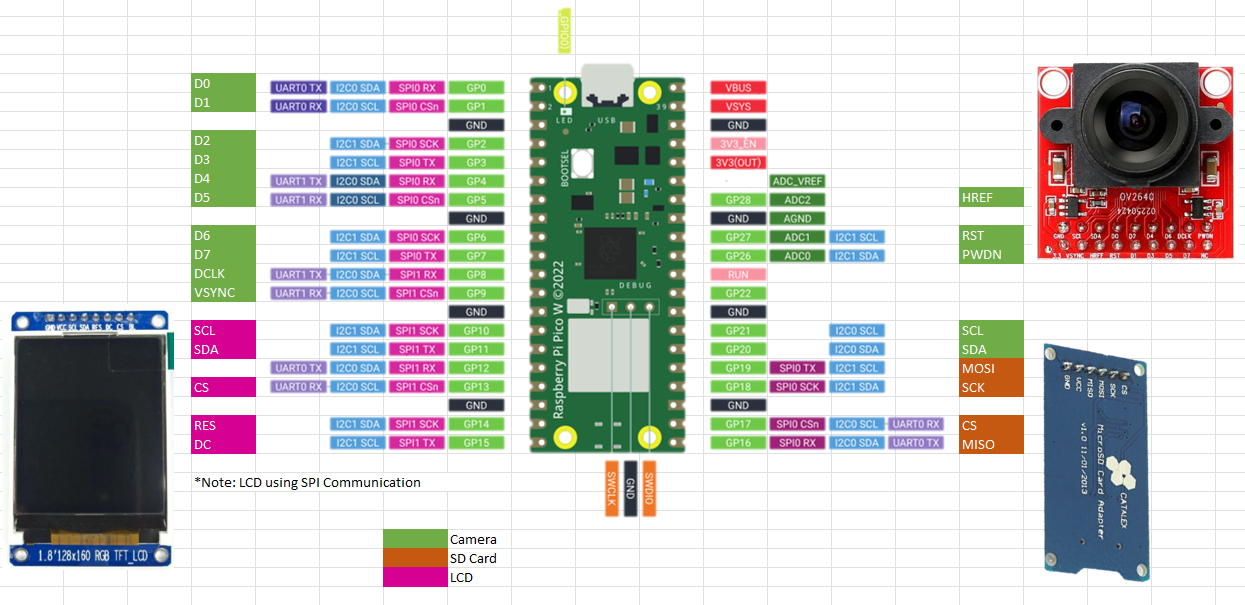 GP25(LED)
D0 UART0 TX I2C0 SDA SPI0 RX GP0 1 VBUS
D1 UART0 RX I2C0 SCL SPI0 CSn GP1 2 39 VSYS
LED USB
GND GND
D2 I2C1 SDA SPI0 SCK GP2 3V3_EN
D3 I2C1 SCL SPI0 TX GP3 3V3(OUT)
D4 UART1 TX I2C0 SDA SPI0 RX GP4 ADC_VREF
BOOTSEL
D5 UART1 RX I2C0 SCL SPI0 CSn GP5 GP28 ADC2 HREF
GND GND AGND
D6 I2C1 SDA SPI0 SCK GP6 GP27 ADC1 I2C1 SCL RST
D7 I2C1 SCL SPI0 TX GP7 GP26 ADC0 I2C1 SDA PWDN
DCLK UART1 TX I2C0 SDA SPI1 RX GP8 RUN
DEBUG
VSYNC UART1 RX I2C0 SCL SPI1 CSn GP9 GP22
GND GND
SCL I2C1 SDA SPI1 SCK GP10 GP21 I2C0 SCL SCL
SDA I2C1 SCL SPI1 TX GP11 GP20 I2C0 SDA SDA
UART0 TX I2C0 SDA SPI1 RX GP12 GP19 SPI0 TX I2C1 SCL MOSI
CS UART0 RX I2C0 SCL SPI1 CSn GP13 GP18 SPI0 SCK I2C1 SDA SCK
GND GND
RES I2C1 SDA SPI1 SCK GP14 GP17 SPI0 CSn I2C0 SCL UART0 RX CS
DC I2C1 SCL SPI1 TX GP15 GP16 SPI0 RX I2C0 SDA UART0 TX MISO
Raspberry Pi Pico W ©2022
SWCLK
GND
SWDIO
*Note: LCD using SPI Communication
Camera
SD Card
LCD
GND VCC SCL SDA RES DC CS BL
1.8'128x160 RGB TFT_LCD
OV2640
022504Z4
GND SCL SDA D0 D2 D4 D6 DCLK PWDN
3.3 VSYNC HREF RST D1 D3 D5 D7 NC
GND
VCC
MISO
MOSI
SCK
CS
MicroSD Card Adapter
v1.0 11/01/2013
CATALEX